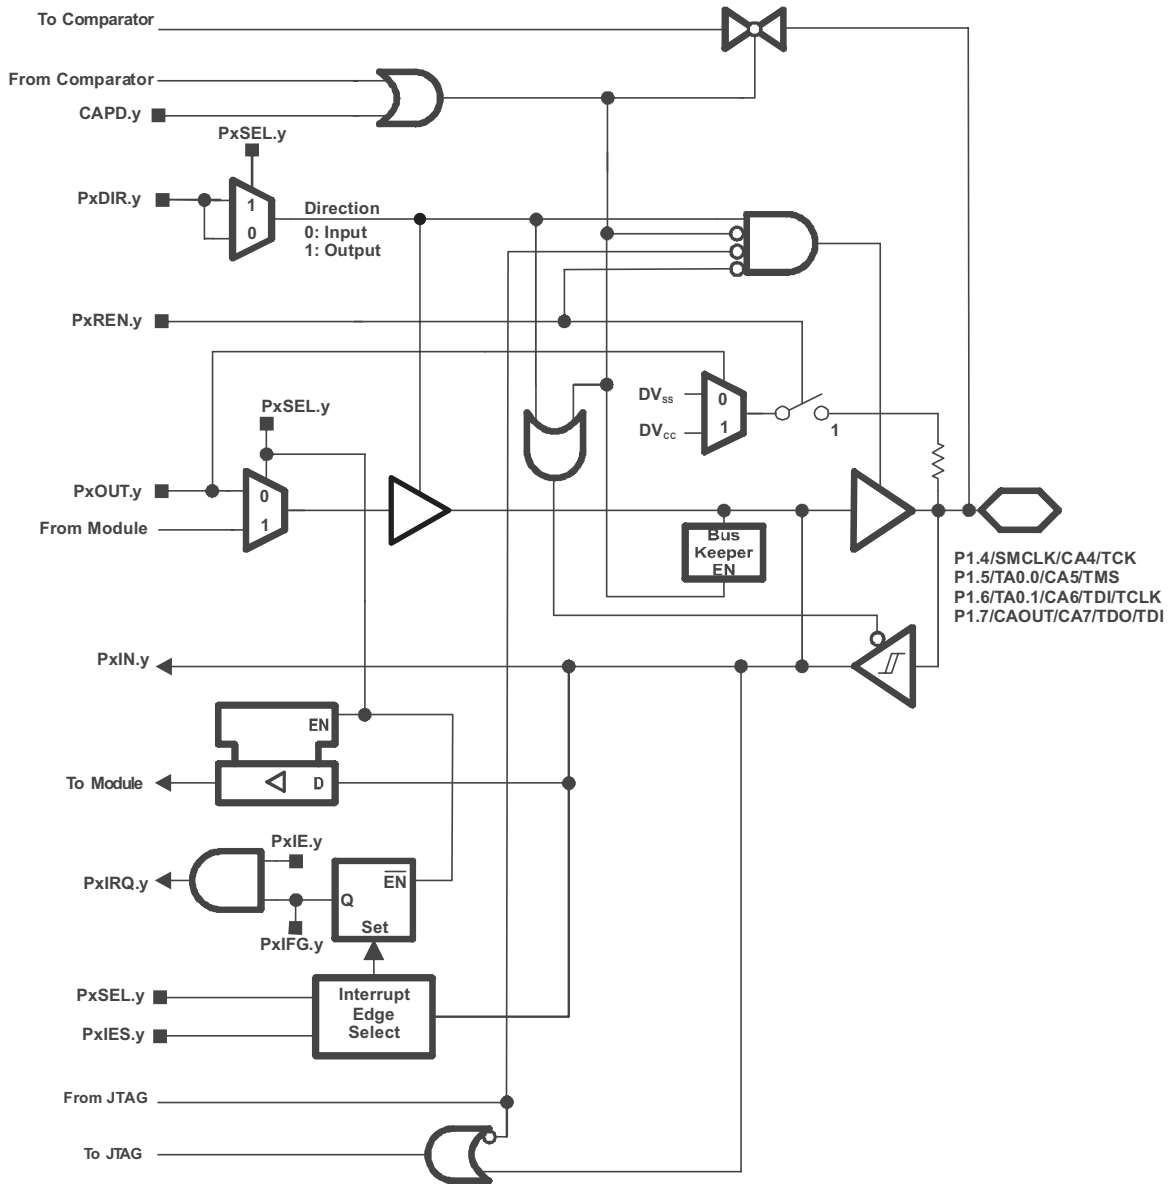 To Comparator
From Comparator
CAPD.y
PxSEL.y
PxDIR.y
1
0
Direction
0: Input
1: Output
PxREN.y
DVss
0
DVcc
1
1
PxSEL.y
PxOUT.y
0
From Module
1
Bus
Keeper
EN
P1.4/SMCLK/CA4/TCK
P1.5/TA0.0/CA5/TMS
P1.6/TA0.1/CA6/TDI/TCLK
P1.7/CAOUT/CA7/TDO/TDI
PxIN.y
EN
To Module
D
PxIE.y
PxIRQ.y
EN
Q
Set
PxIFG.y
PxSEL.y
PxIES.y
Interrupt
Edge
Select
From JTAG
To JTAG